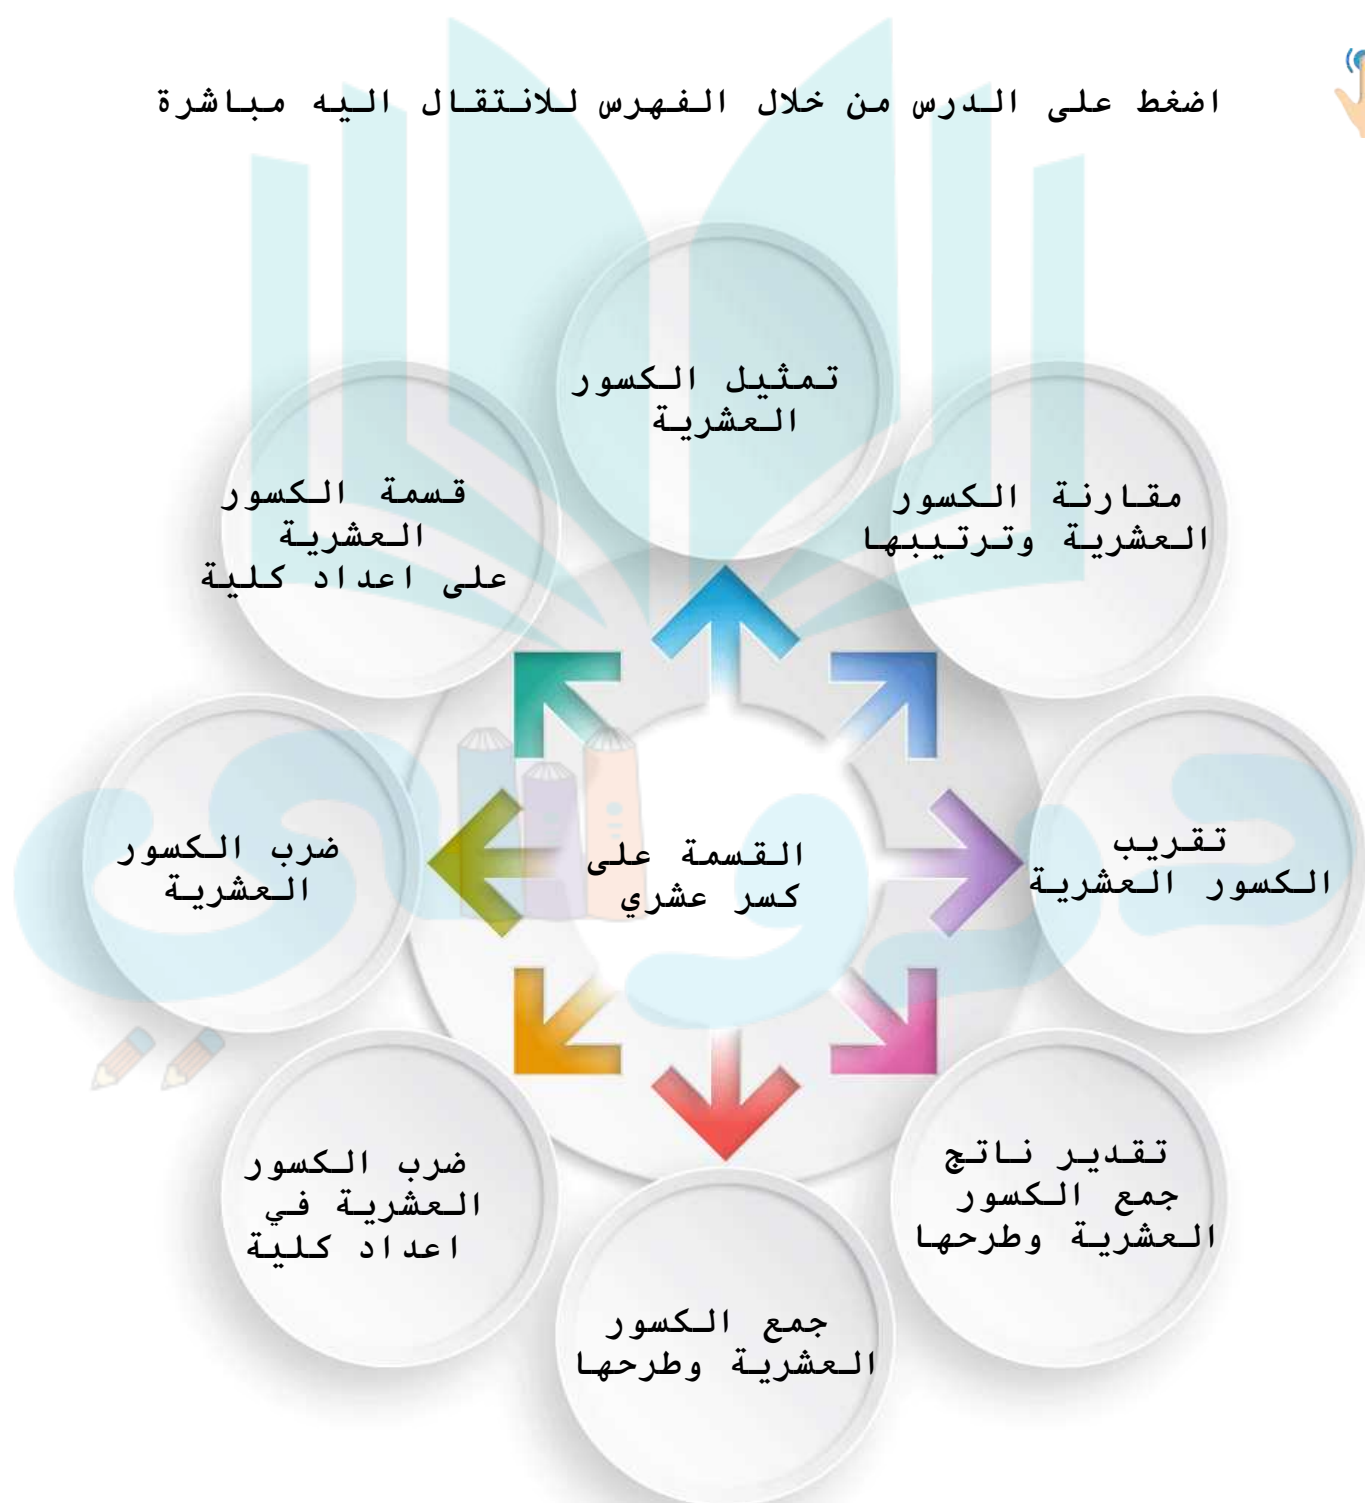 اضغط على الدرس من خلال الفهرس للانتقال اليه مباشرة
تمثيل الكسور
العشرية
مقارنة الكسور
العشرية وترتيبها
تقريب
الكسور العشرية
تقدير ناتج
جمع الكسور
العشرية وطرحها
جمع الكسور
العشرية وطرحها
ضرب الكسور
العشرية في
اعداد كلية
ضرب الكسور
العشرية
قسمة الكسور
العشرية
على اعداد كلية
القسمة على
كسر عشري
دروسي